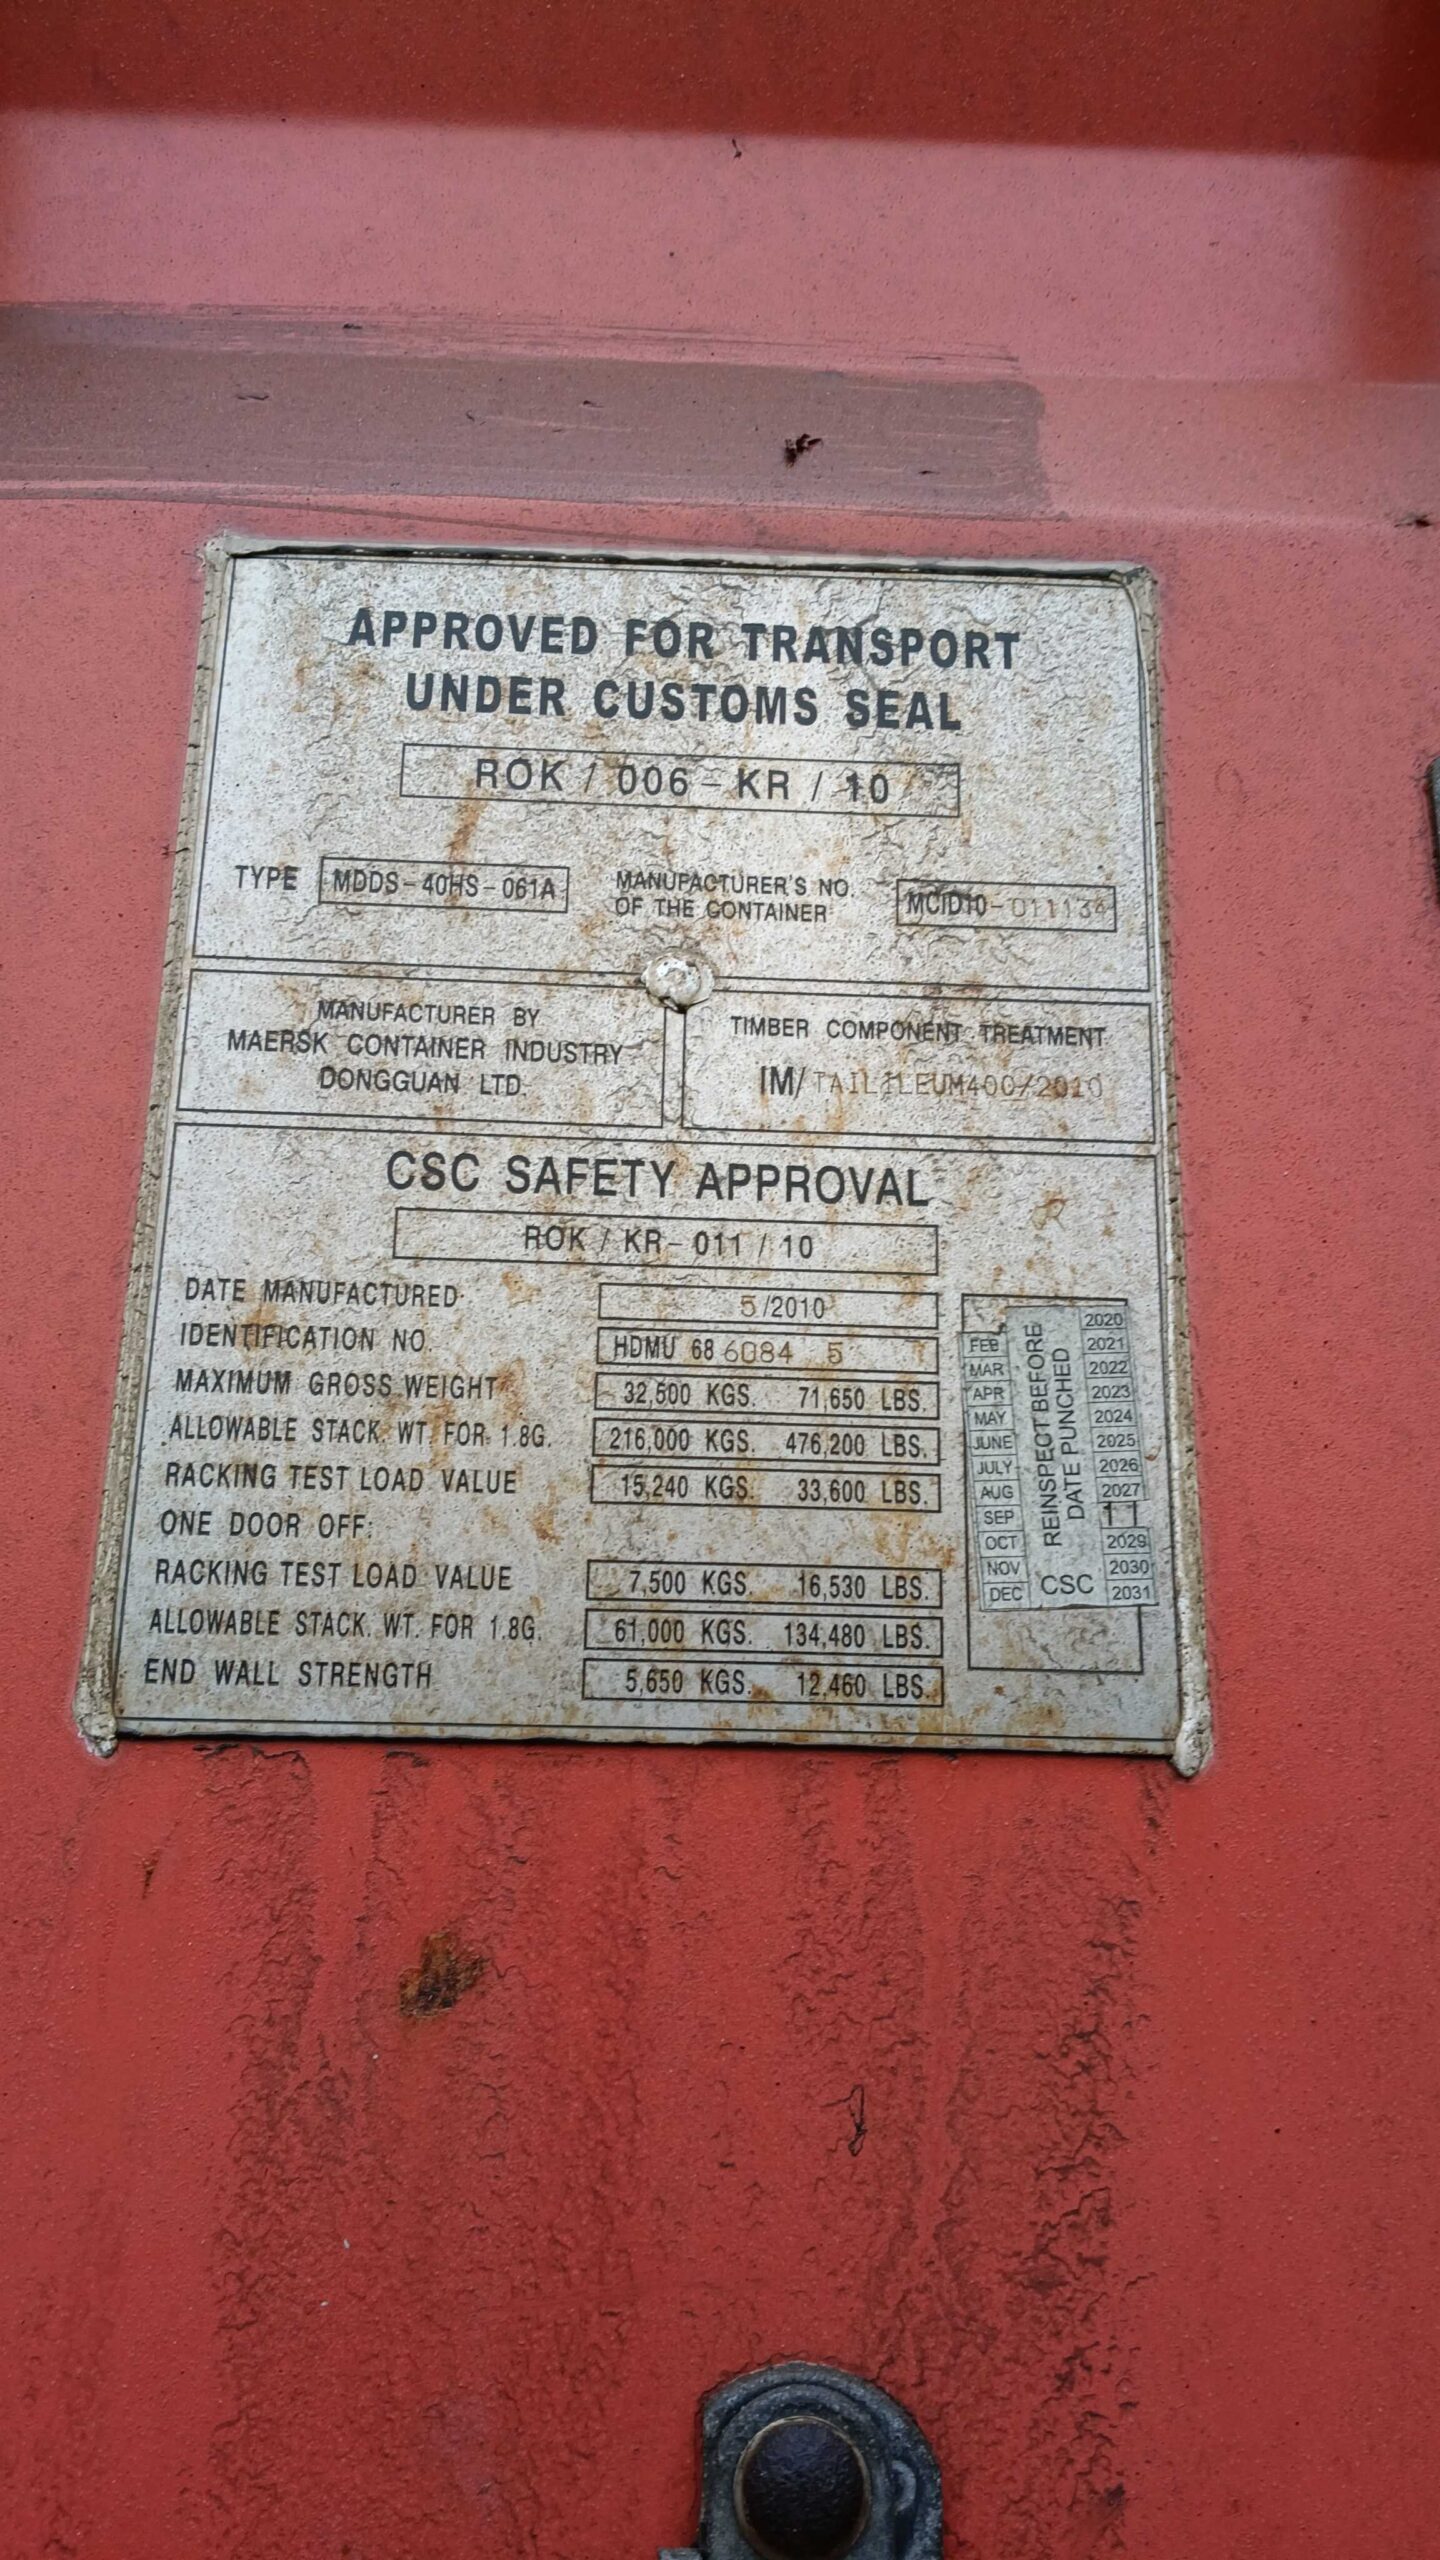 APPROVED FOR TRANSPORT
UNDER CUSTOMS SEAL
ROK / 006 - KR / 10
TYPE MDDS - 40HS - 061A
MANUFACTURER'S NO.
OF THE CONTAINER
MCID10 - 011134
MANUFACTURER BY
MAERSK CONTAINER INDUSTRY
DONGGUAN LTD.
TIMBER COMPONENT TREATMENT
IM/
CSC SAFETY APPROVAL
ROK / KR - 011 / 10
DATE MANUFACTURED 5/2010
IDENTIFICATION NO. HDMU 68 6084 5
MAXIMUM GROSS WEIGHT 32,500 KGS. 71,650 LBS.
ALLOWABLE STACK. WT. FOR 1.8G. 216,000 KGS. 476,200 LBS.
RACKING TEST LOAD VALUE 15,240 KGS. 33,600 LBS.
ONE DOOR OFF:
RACKING TEST LOAD VALUE 7,500 KGS. 16,530 LBS.
ALLOWABLE STACK. WT. FOR 1.8G. 61,000 KGS. 134,480 LBS.
END WALL STRENGTH 5,650 KGS. 12,460 LBS.
REINSPECT BEFORE
DATE PUNCHED
CSC
FEB
MAR
APR
MAY
JUNE
JULY
AUG
SEP
OCT
NOV
DEC
2020
2021
2022
2023
2024
2025
2026
2027
2029
2030
2031